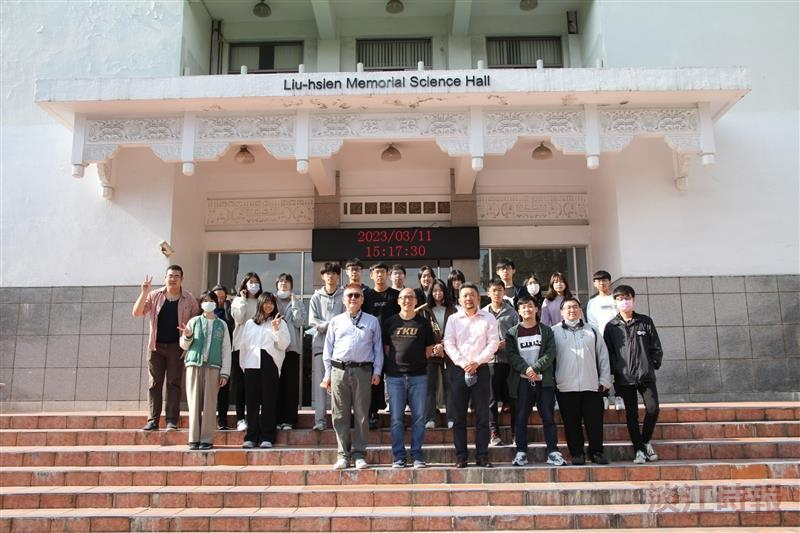 Liu-hsien Memorial Science Hall
2023/03/11
15:17:30
TKU
淡江時報